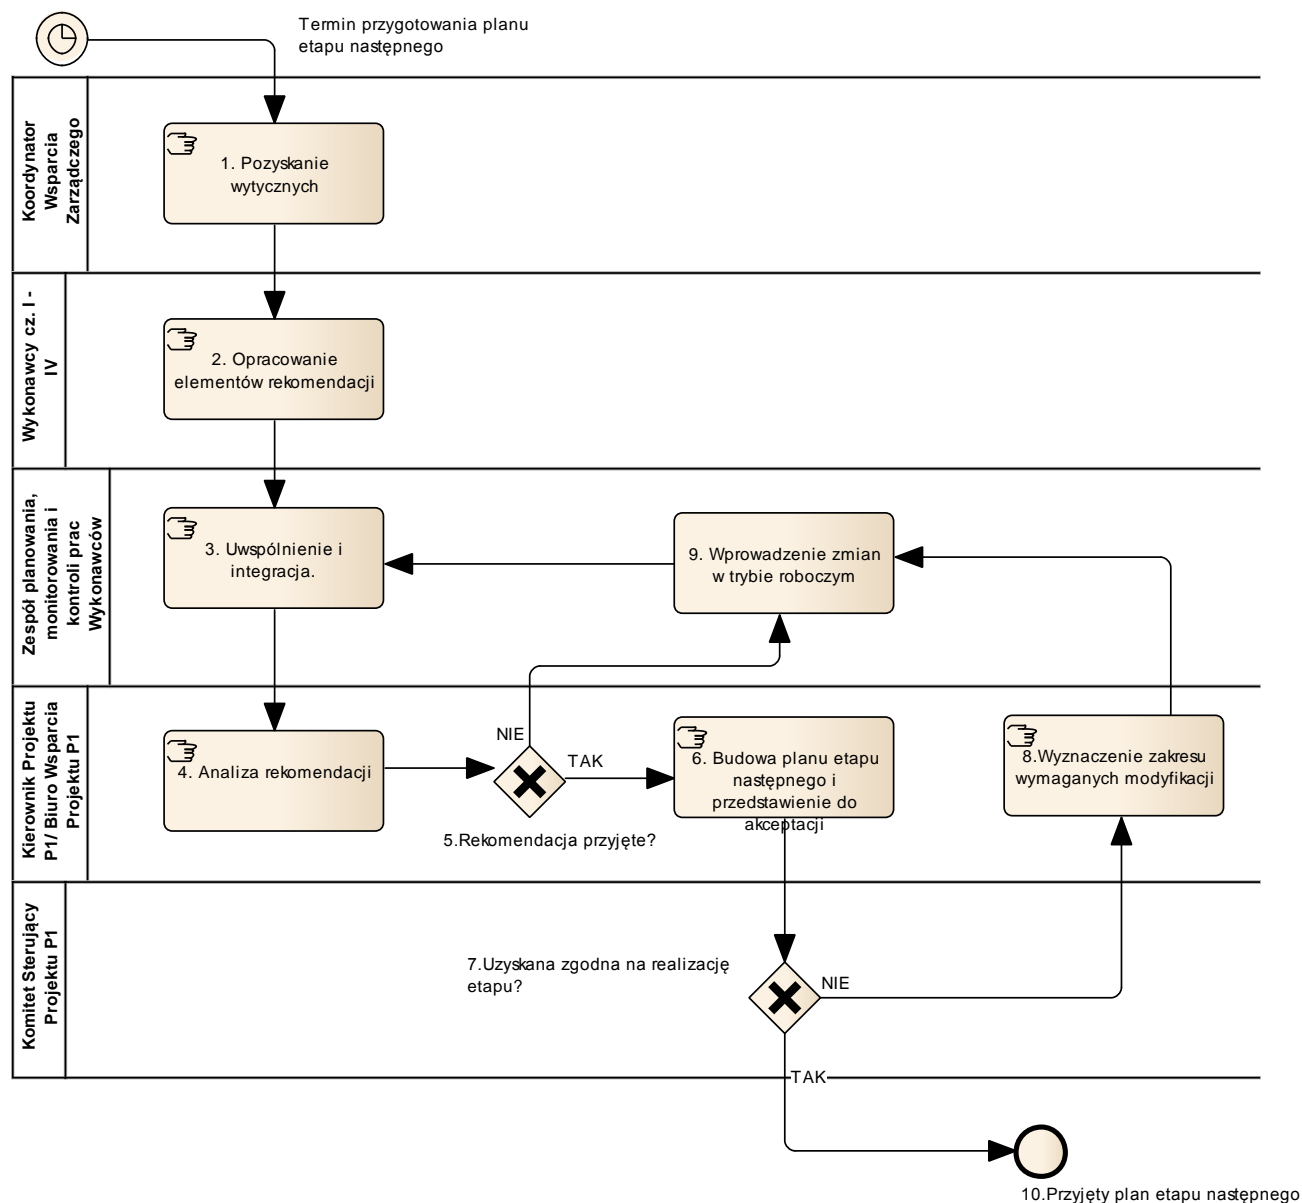 Termin przygotowania planu
etapu następnego
Koordynator
Wsparcia
Zarządczego
1. Pozyskanie
wytycznych
Wykonawcy cz. I -
IV
2. Opracowanie
elementów rekomendacji
Zespół planowania,
monitorowania i
kontroli prac
Wykonawców
3. Uwspólnienie i
integracja.
9. Wprowadzenie zmian
w trybie roboczym
Kierownik Projektu
P1/ Biuro Wsparcia
Projektu P1
4. Analiza rekomendacji
NIE
TAK
5.Rekomendacja przyjęte?
6. Budowa planu etapu
następnego i
przedstawienie do
akceptacji
8.Wyznaczenie zakresu
wymaganych modyfikacji
Komitet Sterujący
Projektu P1
7.Uzyskana zgodna na realizację
etapu?
NIE
TAK
10.Przyjęty plan etapu następnego